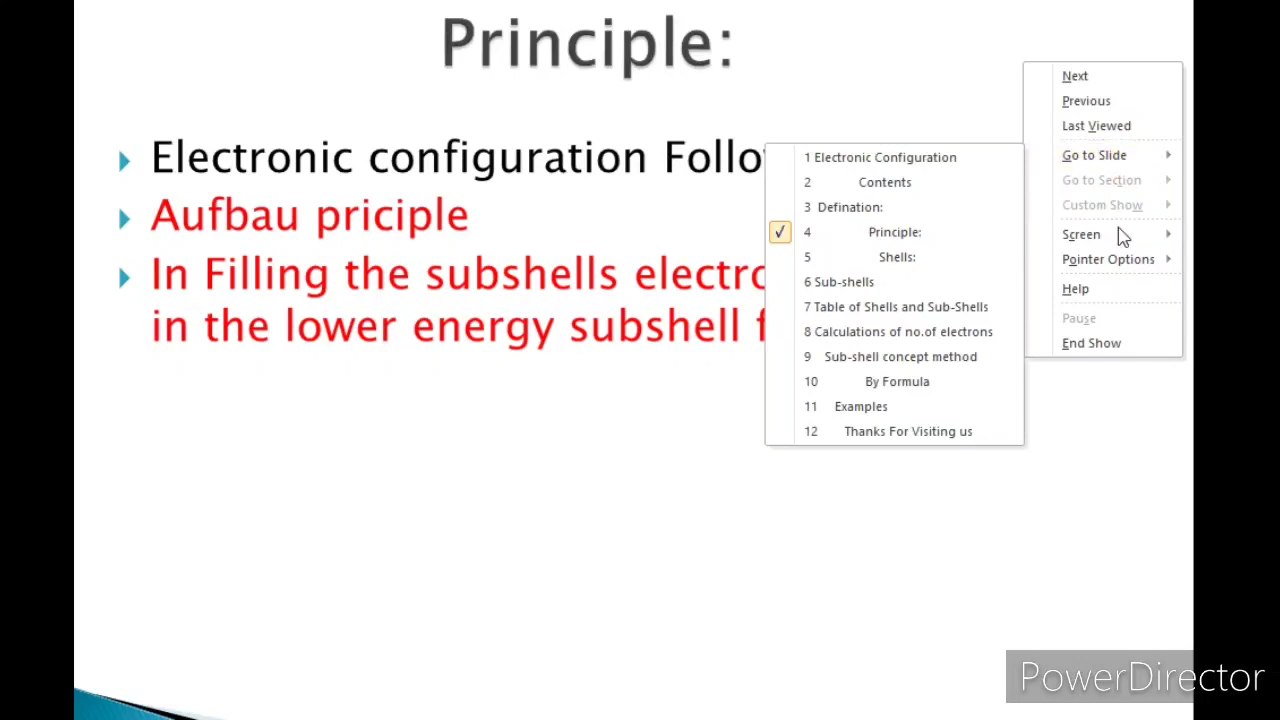 Principle:
Electronic configuration
Aufbau priciple
In Filling the subshells
in the lower energy subshell
1 Electronic Configuration
2 Contents
3 Defination:
✓ 4 Principle:
5 Shells:
6 Sub-shells
7 Table of Shells and Sub-Shells
8 Calculations of no.of electrons
9 Sub-shell concept method
10 By Formula
11 Examples
12 Thanks For Visiting us
Next
Previous
Last Viewed
Go to Slide
Go to Section
Custom Show
Screen
Pointer Options
Help
Pause
End Show
PowerDirector